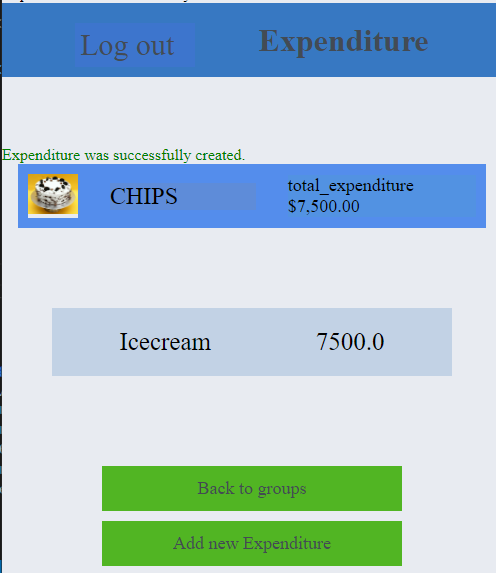 Log out
Expenditure
Expenditure was successfully created.
CHIPS
total_expenditure
$7,500.00
Icecream 7500.0
Back to groups
Add new Expenditure